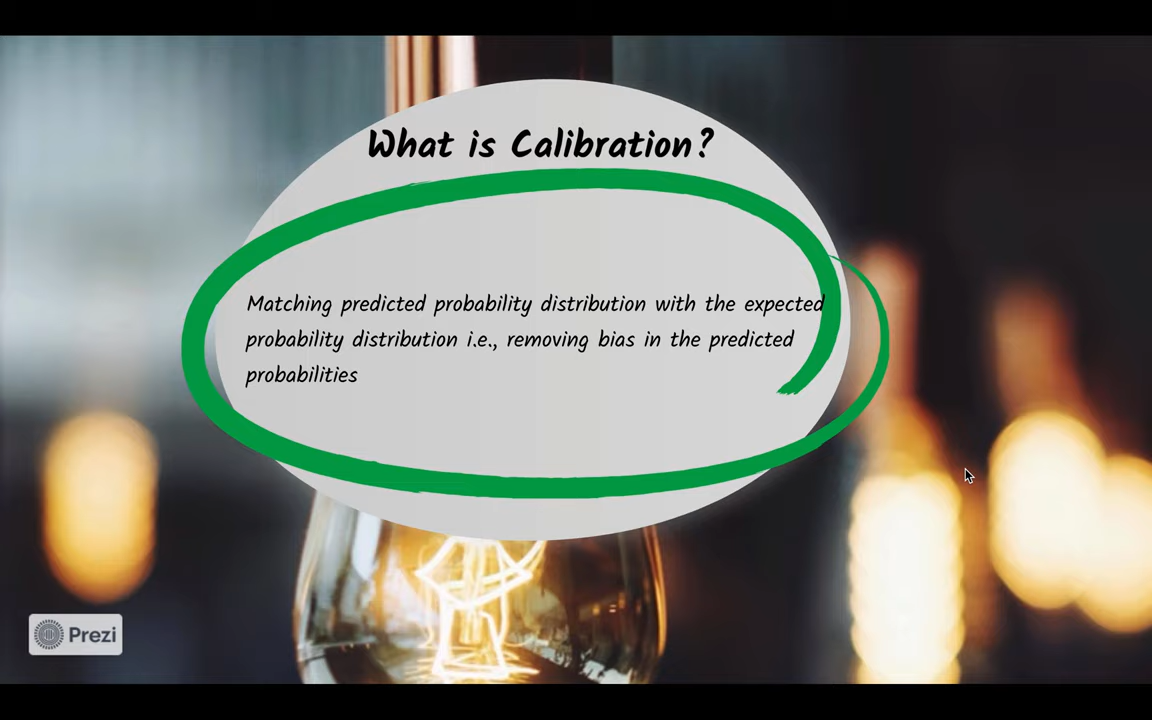 What is Calibration?
Matching predicted probability distribution with the expected
probability distribution i.e., removing bias in the predicted
probabilities
Prezi